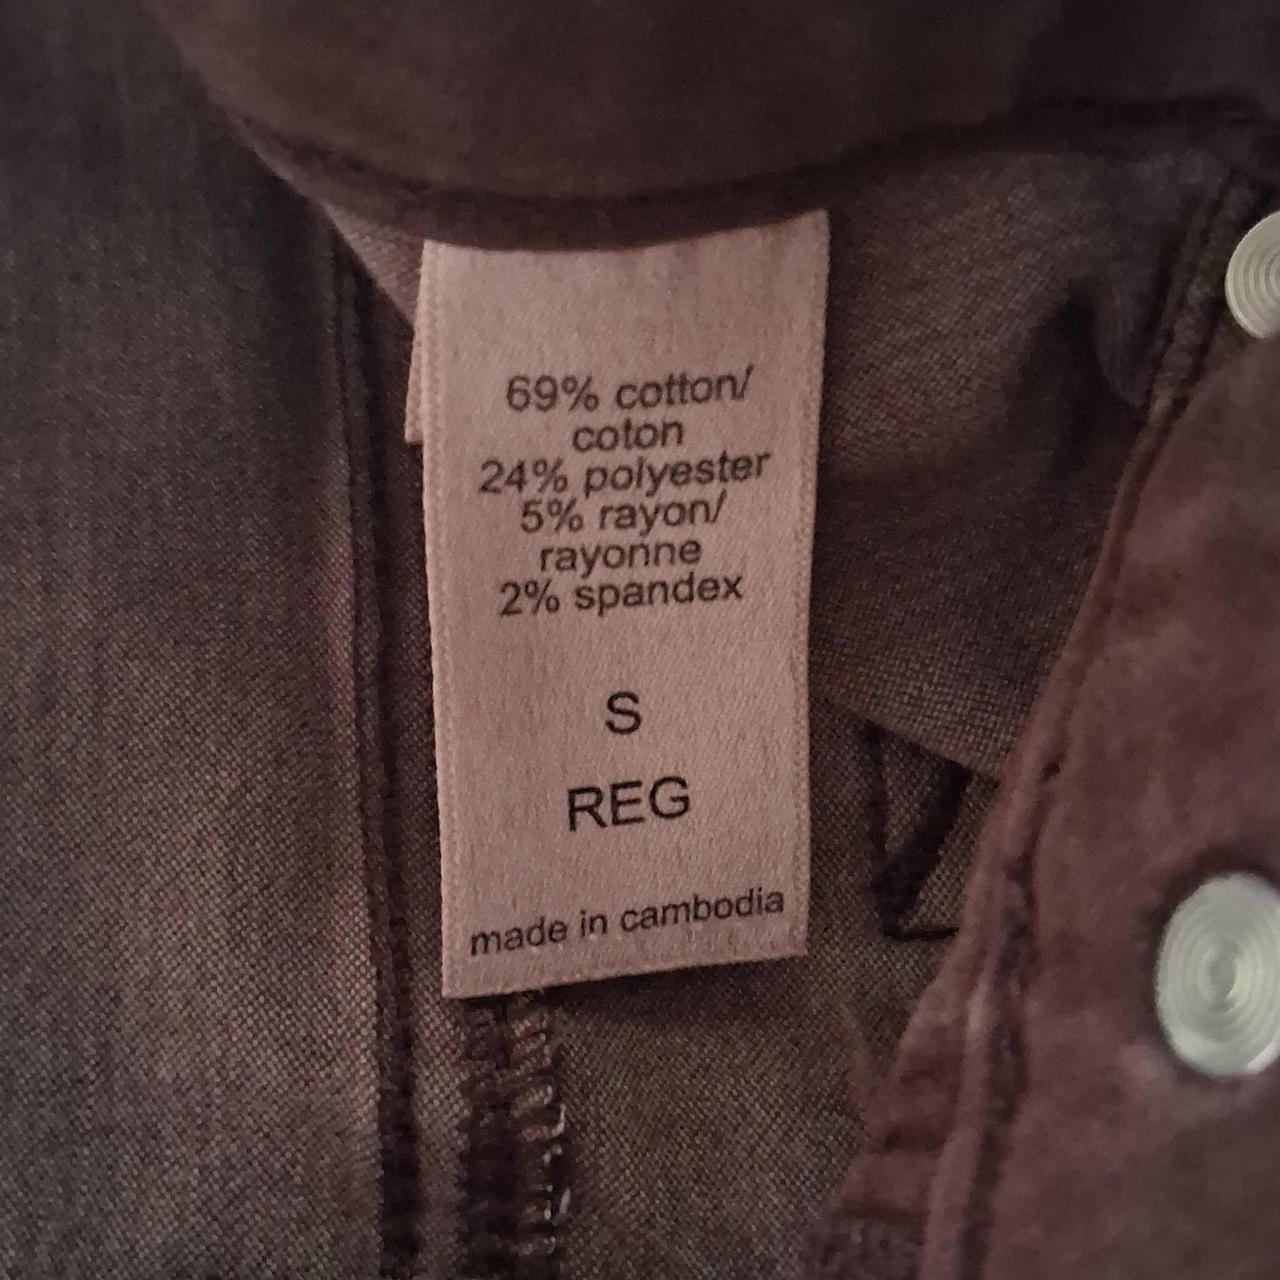 69% cotton/
coton
24% polyester
5% rayon/
rayonne
2% spandex
S
REG
made in cambodia